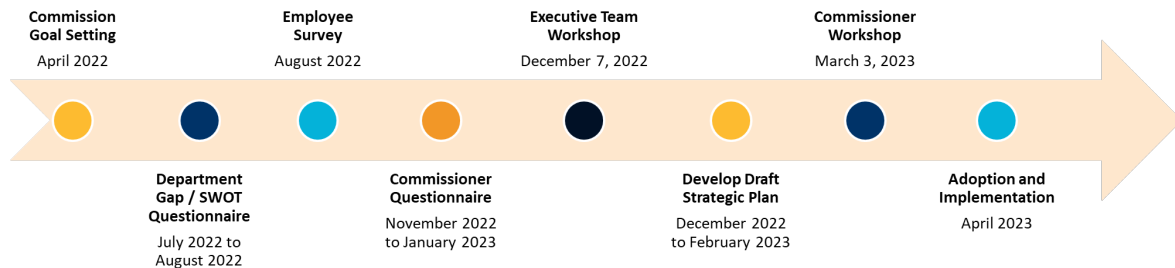 Commission
Goal Setting
April 2022
Department
Gap / SWOT
Questionnaire
July 2022 to
August 2022
Employee
Survey
August 2022
Commissioner
Questionnaire
November 2022
to January 2023
Executive Team
Workshop
December 7, 2022
Develop Draft
Strategic Plan
December 2022
to February 2023
Commissioner
Workshop
March 3, 2023
Adoption and
Implementation
April 2023